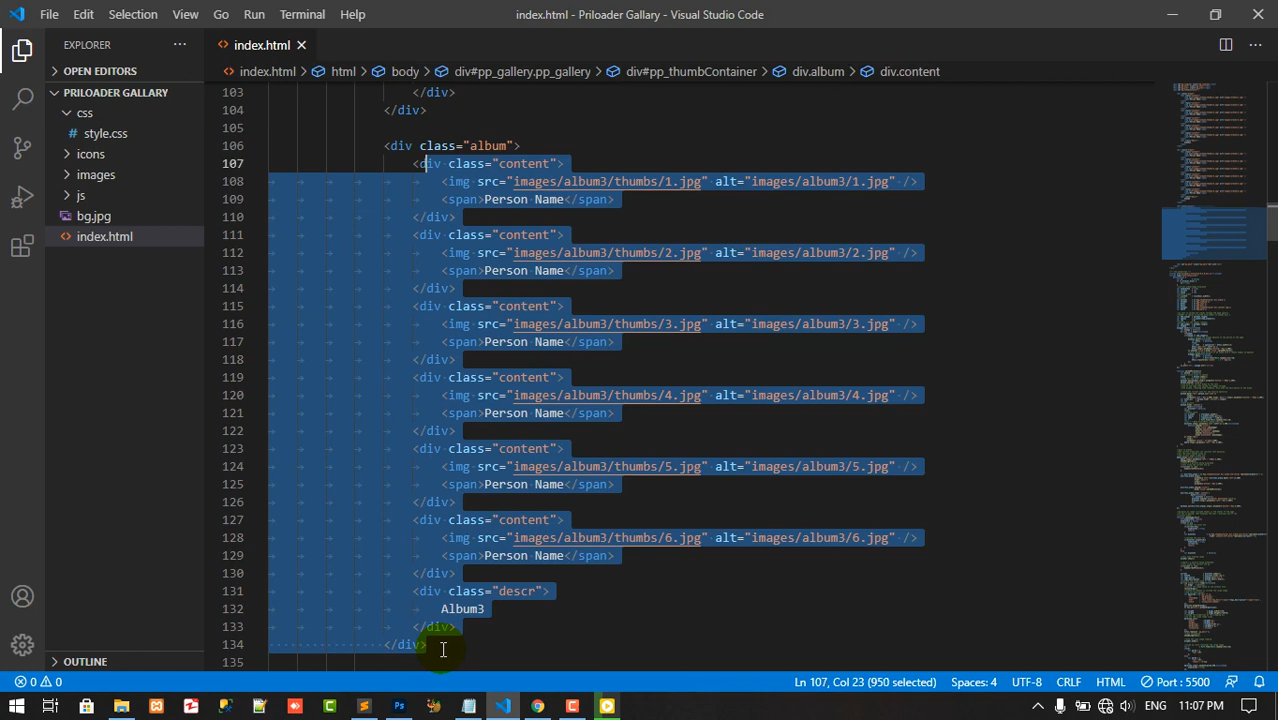 File Edit Selection View Go Run Terminal Help
index.html - Priloader Gallary - Visual Studio Code
EXPLORER
index.html
OPEN EDITORS
index.html html body div#pp_gallery.pp_gallery div#pp_thumbContainer div.album div.content
PRILOADER GALLARY
css
style.css
icons
images
js
bg.jpg
index.html
OUTLINE
103 </div>
104 </div>
105
106 <div class="album">
107 <div class="content">
108 <img src="images/album3/thumbs/1.jpg" alt="images/album3/1.jpg" />
109 <span>Person Name</span>
110 </div>
111 <div class="content">
112 <img src="images/album3/thumbs/2.jpg" alt="images/album3/2.jpg" />
113 <span>Person Name</span>
114 </div>
115 <div class="content">
116 <img src="images/album3/thumbs/3.jpg" alt="images/album3/3.jpg" />
117 <span>Person Name</span>
118 </div>
119 <div class="content">
120 <img src="images/album3/thumbs/4.jpg" alt="images/album3/4.jpg" />
121 <span>Person Name</span>
122 </div>
123 <div class="content">
124 <img src="images/album3/thumbs/5.jpg" alt="images/album3/5.jpg" />
125 <span>Person Name</span>
126 </div>
127 <div class="content">
128 <img src="images/album3/thumbs/6.jpg" alt="images/album3/6.jpg" />
129 <span>Person Name</span>
130 </div>
131 <div class="descr">
132 Album3
133 </div>
134 </div>
135
0 0 Ln 107, Col 23 (950 selected) Spaces: 4 UTF-8 CRLF HTML Port : 5500
11:07 PM